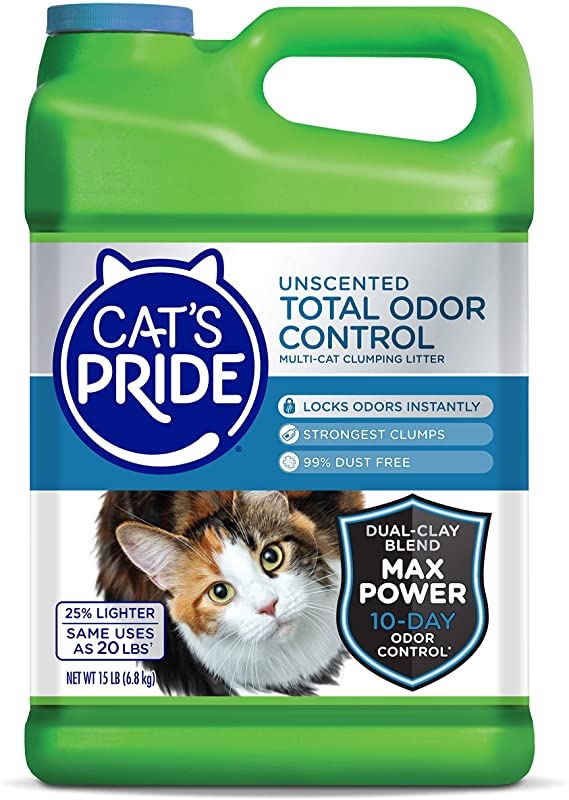 CAT'S
PRIDE
®
UNSCENTED
TOTAL ODOR
CONTROL
MULTI-CAT CLUMPING LITTER
LOCKS ODORS INSTANTLY
STRONGEST CLUMPS
99% DUST FREE
DUAL-CLAY
BLEND
MAX
POWER
10-DAY
ODOR
CONTROL*
25% LIGHTER
SAME USES
AS 20 LBS†
NET WT 15 LB (6.8 kg)